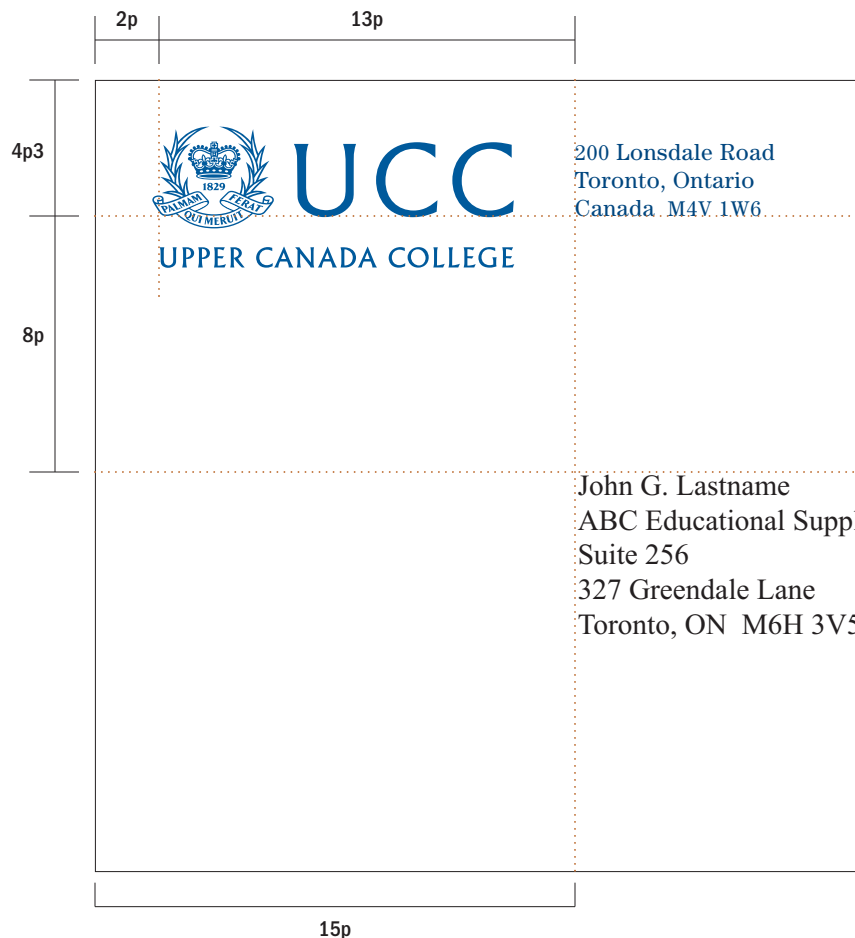 2p
13p
4p3
1829
PALMAM
QUI MERUIT
FERAT
UCC
UPPER CANADA COLLEGE
200 Lonsdale Road
Toronto, Ontario
Canada  M4V 1W6
8p
John G. Lastname
ABC Educational Suppl
Suite 256
327 Greendale Lane
Toronto, ON  M6H 3V5
15p